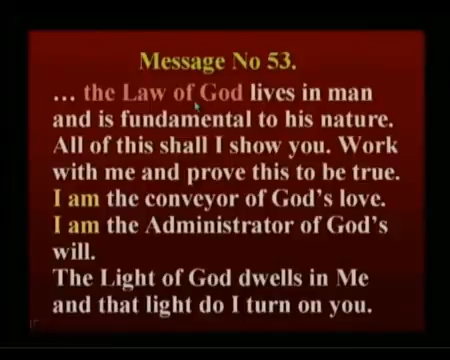 Message No 53.
... the Law of God lives in man
and is fundamental to his nature.
All of this shall I show you. Work
with me and prove this to be true.
I am the conveyor of God's love.
I am the Administrator of God's
will.
The Light of God dwells in Me
and that light do I turn on you.